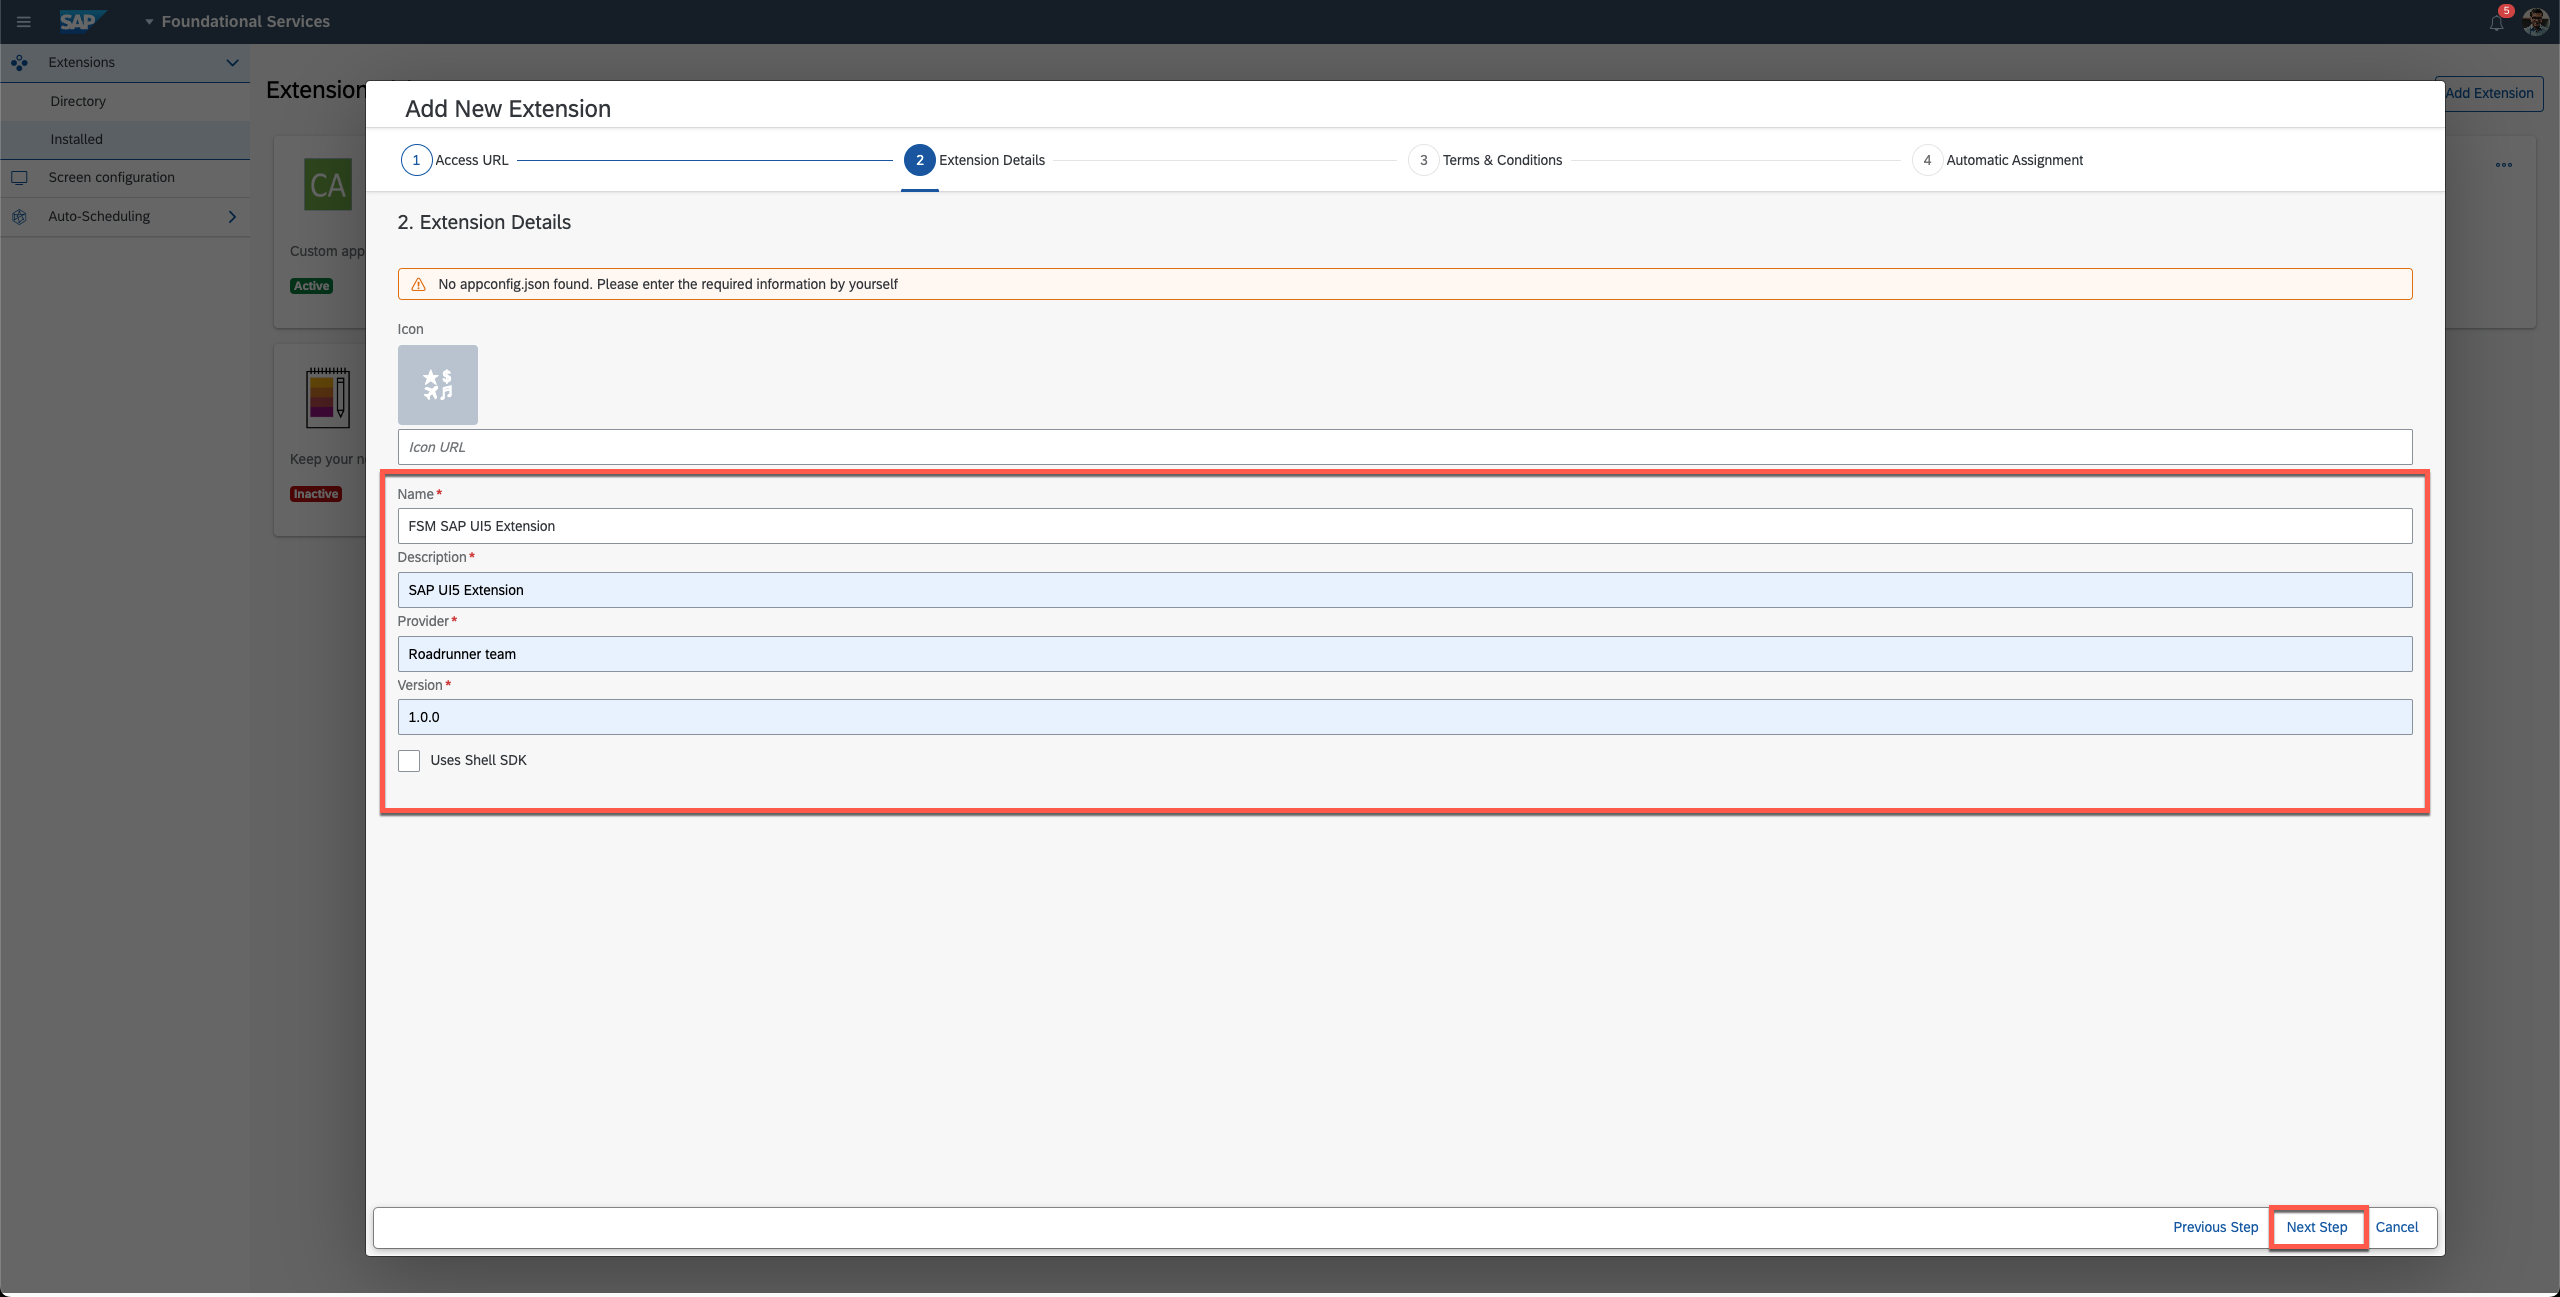 SAP
Foundational Services
5
Extensions
Directory
Installed
Screen configuration
Auto-Scheduling
Extension
Add Extension
CA
Custom app
Active
Keep your n
Inactive
Add New Extension
1 Access URL
2 Extension Details
3 Terms & Conditions
4 Automatic Assignment
2. Extension Details
No appconfig.json found. Please enter the required information by yourself
Icon
Icon URL
Name*
FSM SAP UI5 Extension
Description*
SAP UI5 Extension
Provider*
Roadrunner team
Version*
1.0.0
Uses Shell SDK
Previous Step Next Step Cancel